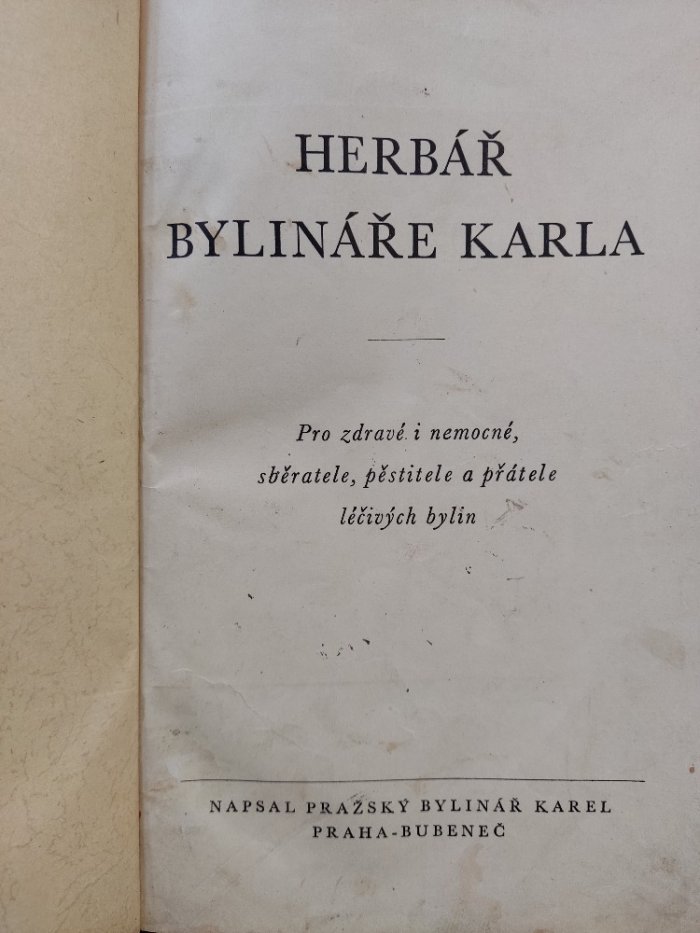 HERBÁŘ
BYLINÁŘE KARLA
Pro zdravé i nemocné,
sběratele, pěstitele a přátele
léčivých bylin
NAPSAL PRAŽSKÝ BYLINÁŘ KAREL
PRAHA-BUBENEČ